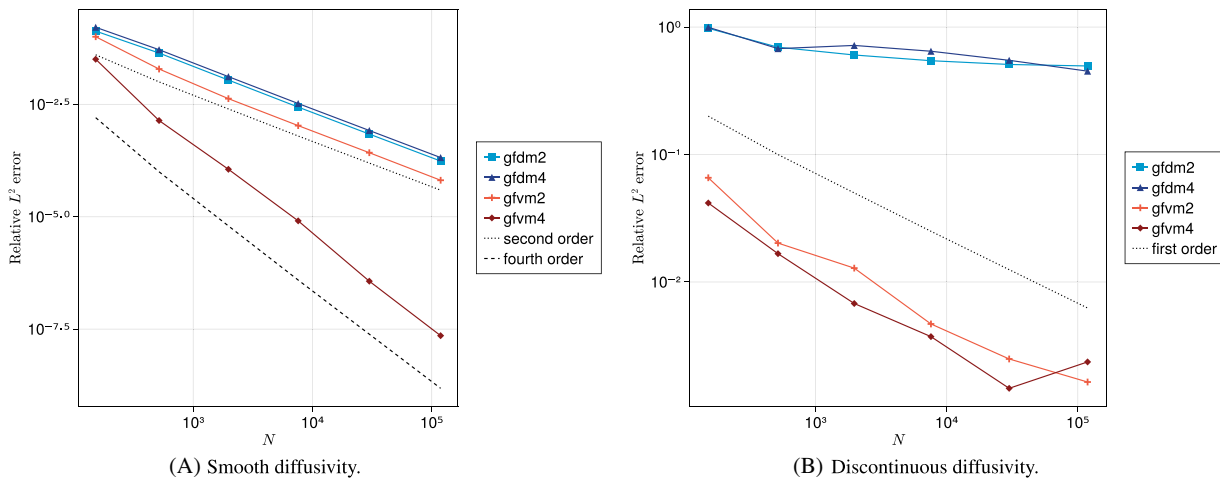 Relative L² error
10⁻²·⁵
10⁻⁵·⁰
10⁻⁷·⁵
10³
10⁴
10⁵
N
gfdm2
gfdm4
gfvm2
gfvm4
second order
fourth order
(A) Smooth diffusivity.
Relative L² error
10⁰
10⁻¹
10⁻²
10³
10⁴
10⁵
N
gfdm2
gfdm4
gfvm2
gfvm4
first order
(B) Discontinuous diffusivity.